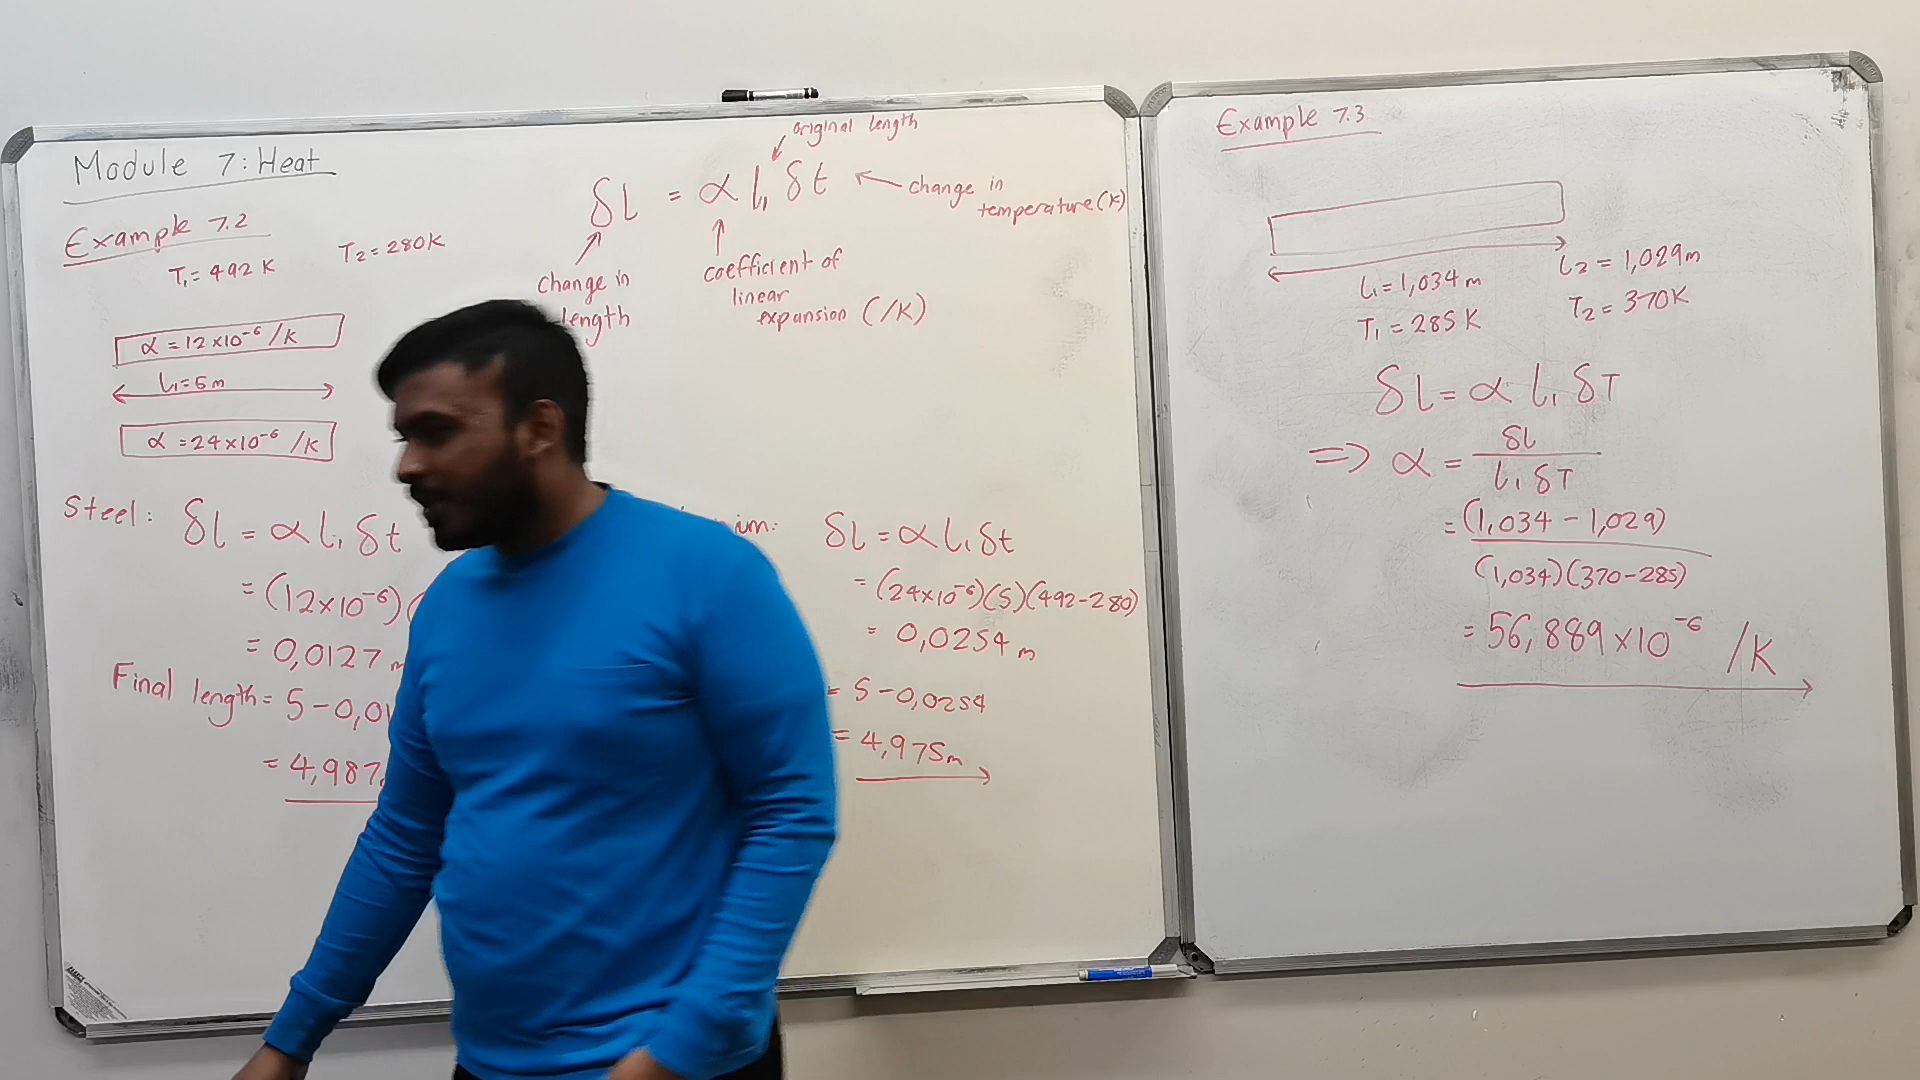 Module 7: Heat
Example 7.2
T₁ = 492 K
T₂ = 280K
α = 12×10⁻⁶ /K
L₁=5m
α = 24×10⁻⁶ /K
original length
δl = α l₁ δt
change in
temperature (K)
change in
length
coefficient of
linear
expansion (/K)
Steel: δl = α l₁ δt
= (12×10⁻⁶)(
= 0,0127 m
Final length = 5 - 0,01
= 4,987
δl = α l₁ δt
= (24×10⁻⁶)(5)(492-280)
= 0,0254 m
= 5 - 0,0254
= 4,975m
Example 7.3
l₁ = 1,034 m
T₁ = 285 K
l₂ = 1,029m
T₂ = 370K
δl = α l₁ δT
=> α = δl
l₁ δT
= (1,034 - 1,029)
(1,034)(370-285)
= 56,889×10⁻⁶ /K